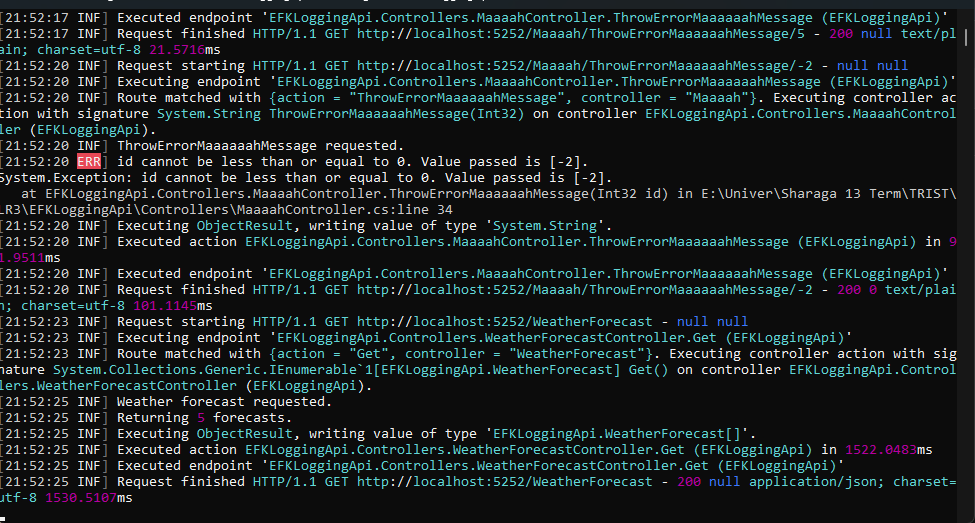 [21:52:17 INF] Executed endpoint 'EFKLoggingApi.Controllers.MaaaahController.ThrowErrorMaaaaaahMessage (EFKLoggingApi)'
[21:52:17 INF] Request finished HTTP/1.1 GET http://localhost:5252/Maaaah/ThrowErrorMaaaaaahMessage/5 - 200 null text/pl
ain; charset=utf-8 21.5716ms
[21:52:20 INF] Request starting HTTP/1.1 GET http://localhost:5252/Maaaah/ThrowErrorMaaaaaahMessage/-2 - null null
[21:52:20 INF] Executing endpoint 'EFKLoggingApi.Controllers.MaaaahController.ThrowErrorMaaaaaahMessage (EFKLoggingApi)'
[21:52:20 INF] Route matched with {action = "ThrowErrorMaaaaaahMessage", controller = "Maaaah"}. Executing controller ac
tion with signature System.String ThrowErrorMaaaaaahMessage(Int32) on controller EFKLoggingApi.Controllers.MaaaahControl
ler (EFKLoggingApi).
[21:52:20 INF] ThrowErrorMaaaaaahMessage requested.
[21:52:20 ERR] id cannot be less than or equal to 0. Value passed is [-2].
System.Exception: id cannot be less than or equal to 0. Value passed is [-2].
at EFKLoggingApi.Controllers.MaaaahController.ThrowErrorMaaaaaahMessage(Int32 id) in E:\Univer\Sharaga 13 Term\TRIST\
LR3\EFKLoggingApi\Controllers\MaaaahController.cs:line 34
[21:52:20 INF] Executing ObjectResult, writing value of type 'System.String'.
[21:52:20 INF] Executed action EFKLoggingApi.Controllers.MaaaahController.ThrowErrorMaaaaaahMessage (EFKLoggingApi) in 9
1.9511ms
[21:52:20 INF] Executed endpoint 'EFKLoggingApi.Controllers.MaaaahController.ThrowErrorMaaaaaahMessage (EFKLoggingApi)'
[21:52:20 INF] Request finished HTTP/1.1 GET http://localhost:5252/Maaaah/ThrowErrorMaaaaaahMessage/-2 - 200 0 text/plai
n; charset=utf-8 101.1145ms
[21:52:23 INF] Request starting HTTP/1.1 GET http://localhost:5252/WeatherForecast - null null
[21:52:23 INF] Executing endpoint 'EFKLoggingApi.Controllers.WeatherForecastController.Get (EFKLoggingApi)'
[21:52:23 INF] Route matched with {action = "Get", controller = "WeatherForecast"}. Executing controller action with sig
nature System.Collections.Generic.IEnumerable`1[EFKLoggingApi.WeatherForecast] Get() on controller EFKLoggingApi.Control
lers.WeatherForecastController (EFKLoggingApi).
[21:52:25 INF] Weather forecast requested.
[21:52:25 INF] Returning 5 forecasts.
[21:52:25 INF] Executing ObjectResult, writing value of type 'EFKLoggingApi.WeatherForecast[]'.
[21:52:25 INF] Executed action EFKLoggingApi.Controllers.WeatherForecastController.Get (EFKLoggingApi) in 1522.0483ms
[21:52:25 INF] Executed endpoint 'EFKLoggingApi.Controllers.WeatherForecastController.Get (EFKLoggingApi)'
[21:52:25 INF] Request finished HTTP/1.1 GET http://localhost:5252/WeatherForecast - 200 null application/json; charset=
utf-8 1530.5107ms